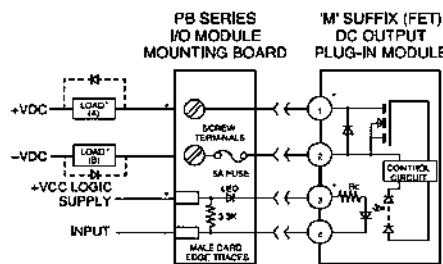 PB SERIES
I/O MODULE
MOUNTING BOARD
'M' SUFFIX (FET)
DC OUTPUT
PLUG-IN MODULE
+VDC
LOAD*
(A)
SCREW
TERMINALS
1
−VDC
LOAD*
(B)
5A FUSE
2
CONTROL
CIRCUIT
+VCC LOGIC
SUPPLY
LED
3.3K
3
Rc
INPUT
MALE CARD
EDGE TRACES